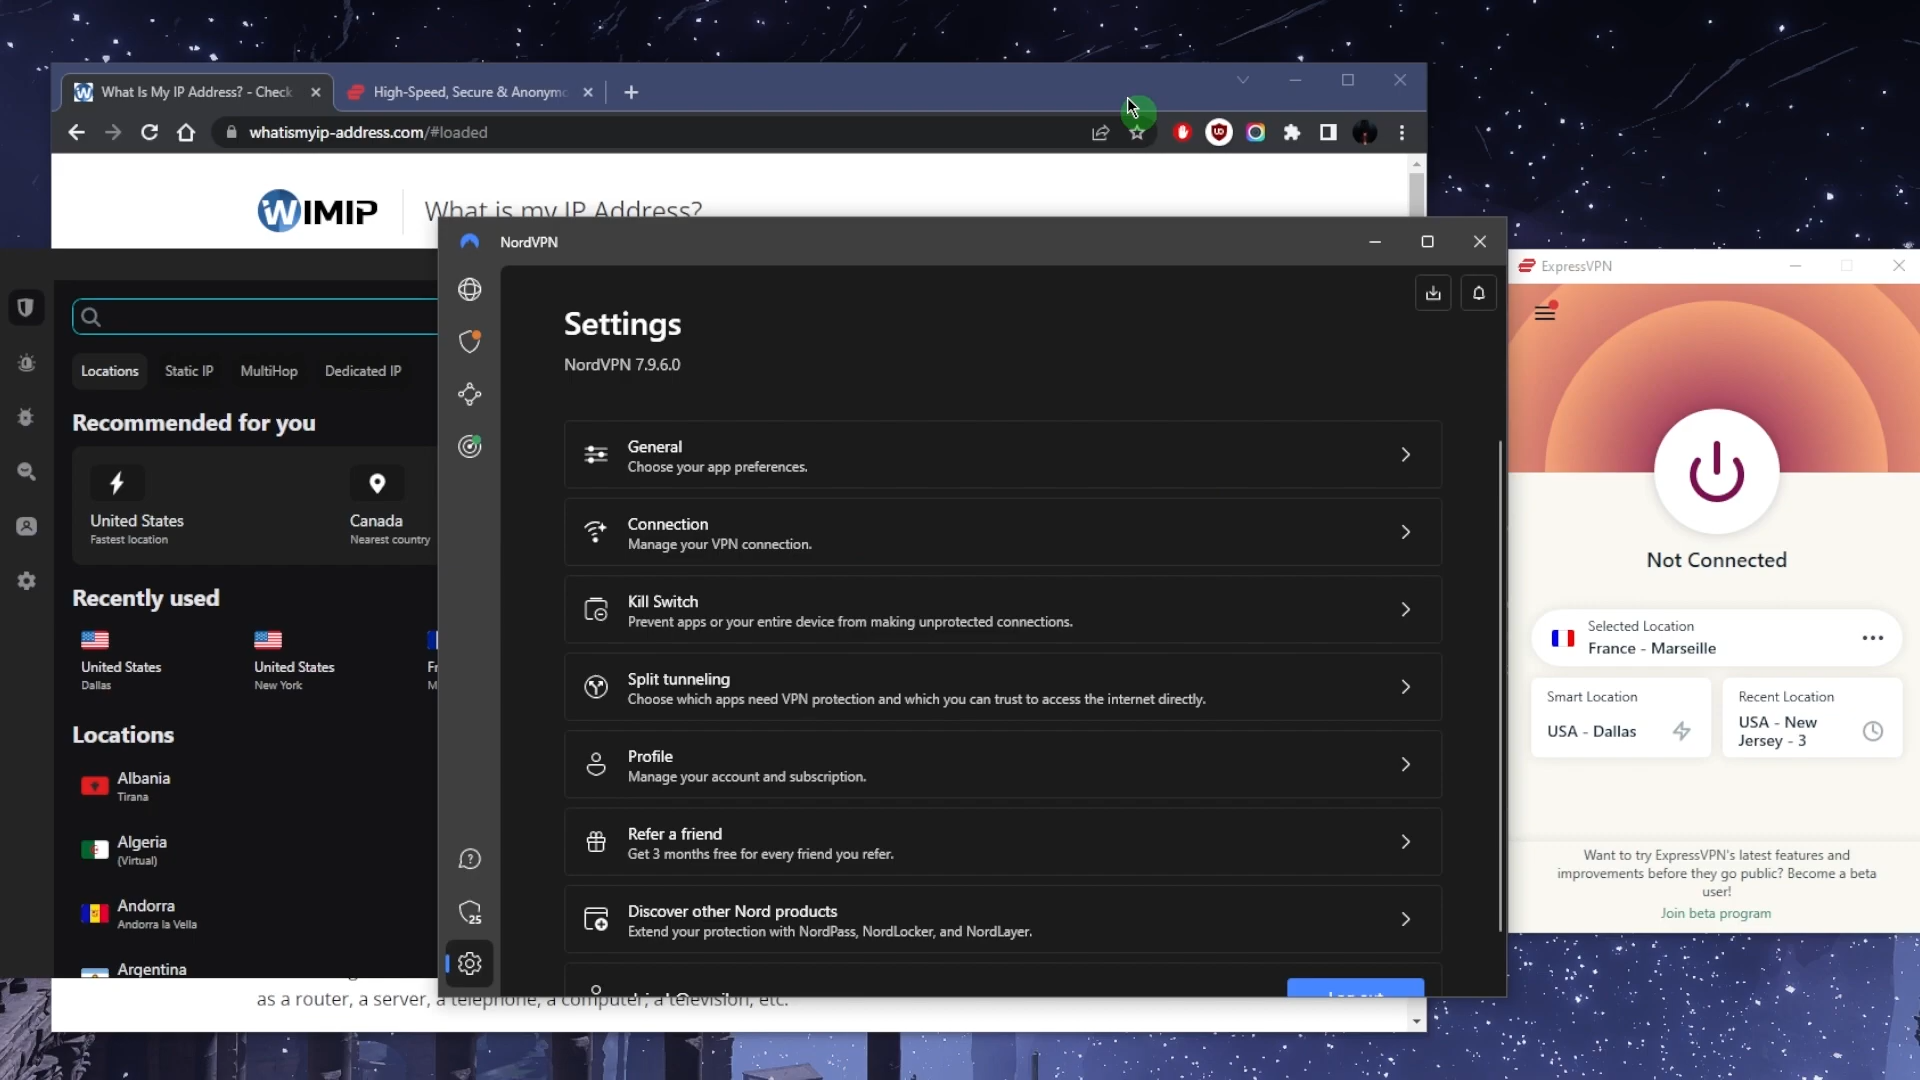 What Is My IP Address? - Check
High-Speed, Secure & Anonymo
whatismyip-address.com/#loaded
WIMIP
What is my IP Address?
NordVPN
Settings
NordVPN 7.9.6.0
General
Choose your app preferences.
Connection
Manage your VPN connection.
Kill Switch
Prevent apps or your entire device from making unprotected connections.
Split tunneling
Choose which apps need VPN protection and which you can trust to access the internet directly.
Profile
Manage your account and subscription.
Refer a friend
Get 3 months free for every friend you refer.
Discover other Nord products
Extend your protection with NordPass, NordLocker, and NordLayer.
Log out
25
Locations
Static IP
MultiHop
Dedicated IP
Recommended for you
United States
Fastest location
Canada
Nearest country
Recently used
United States
Dallas
United States
New York
Fr
M
Locations
Albania
Tirana
Algeria
(Virtual)
Andorra
Andorra la Vella
Argentina
as a router, a server, a telephone, a computer, a television, etc.
ExpressVPN
Not Connected
Selected Location
France - Marseille
Smart Location
USA - Dallas
Recent Location
USA - New
Jersey - 3
Want to try ExpressVPN's latest features and
improvements before they go public? Become a beta
user!
Join beta program